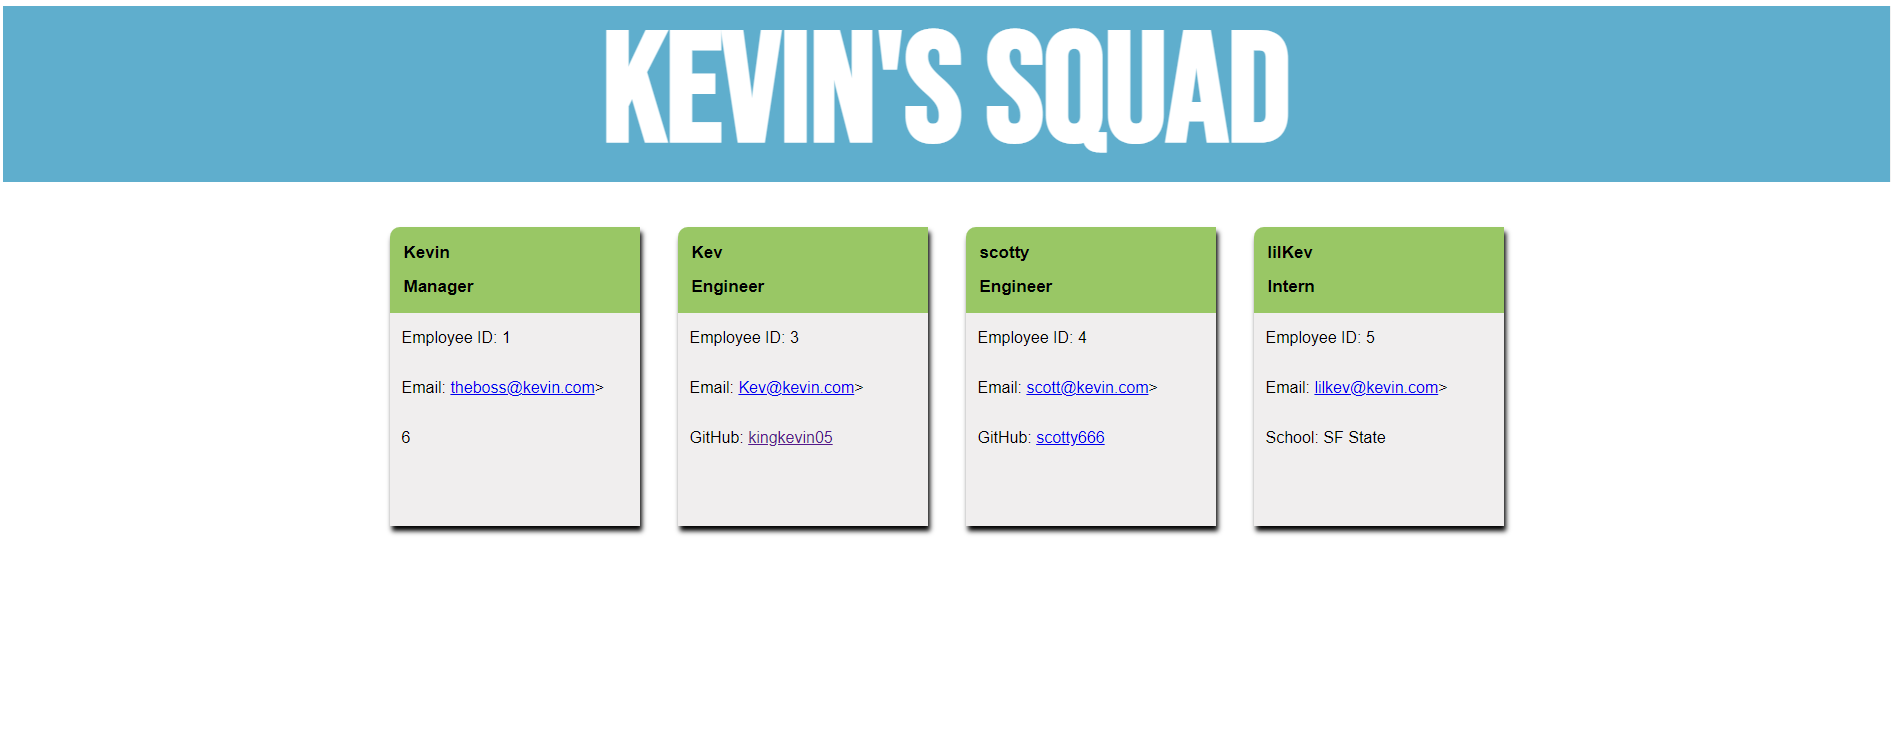 KEVIN'S SQUAD
Kevin
Manager
Employee ID: 1
Email: theboss@kevin.com>
6
Kev
Engineer
Employee ID: 3
Email: Kev@kevin.com>
GitHub: kingkevin05
scotty
Engineer
Employee ID: 4
Email: scott@kevin.com>
GitHub: scotty666
lilKev
Intern
Employee ID: 5
Email: lilkev@kevin.com>
School: SF State